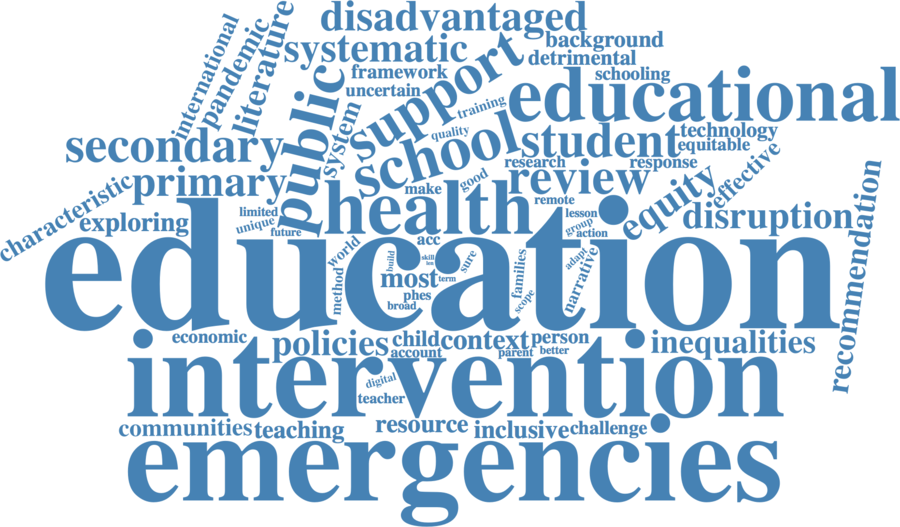 disadvantaged
international
pandemic
literature
systematic
background
detrimental
framework
schooling
uncertain
support
educational
public
system
training
quality
school
student
technology
equitable
secondary
research
response
review
effective
characteristic
primary
make
good
remote
health
equity
exploring
limited
unique
future
lesson
group
action
disruption
recommendation
education
world
acc
build
skill
ten
sure
most
term
method
phes
broad
families
scope
adapt
narrative
economic
policies
child
context
person
account
parent
better
inequalities
intervention
digital
teacher
communities
teaching
resource
inclusive
challenge
emergencies